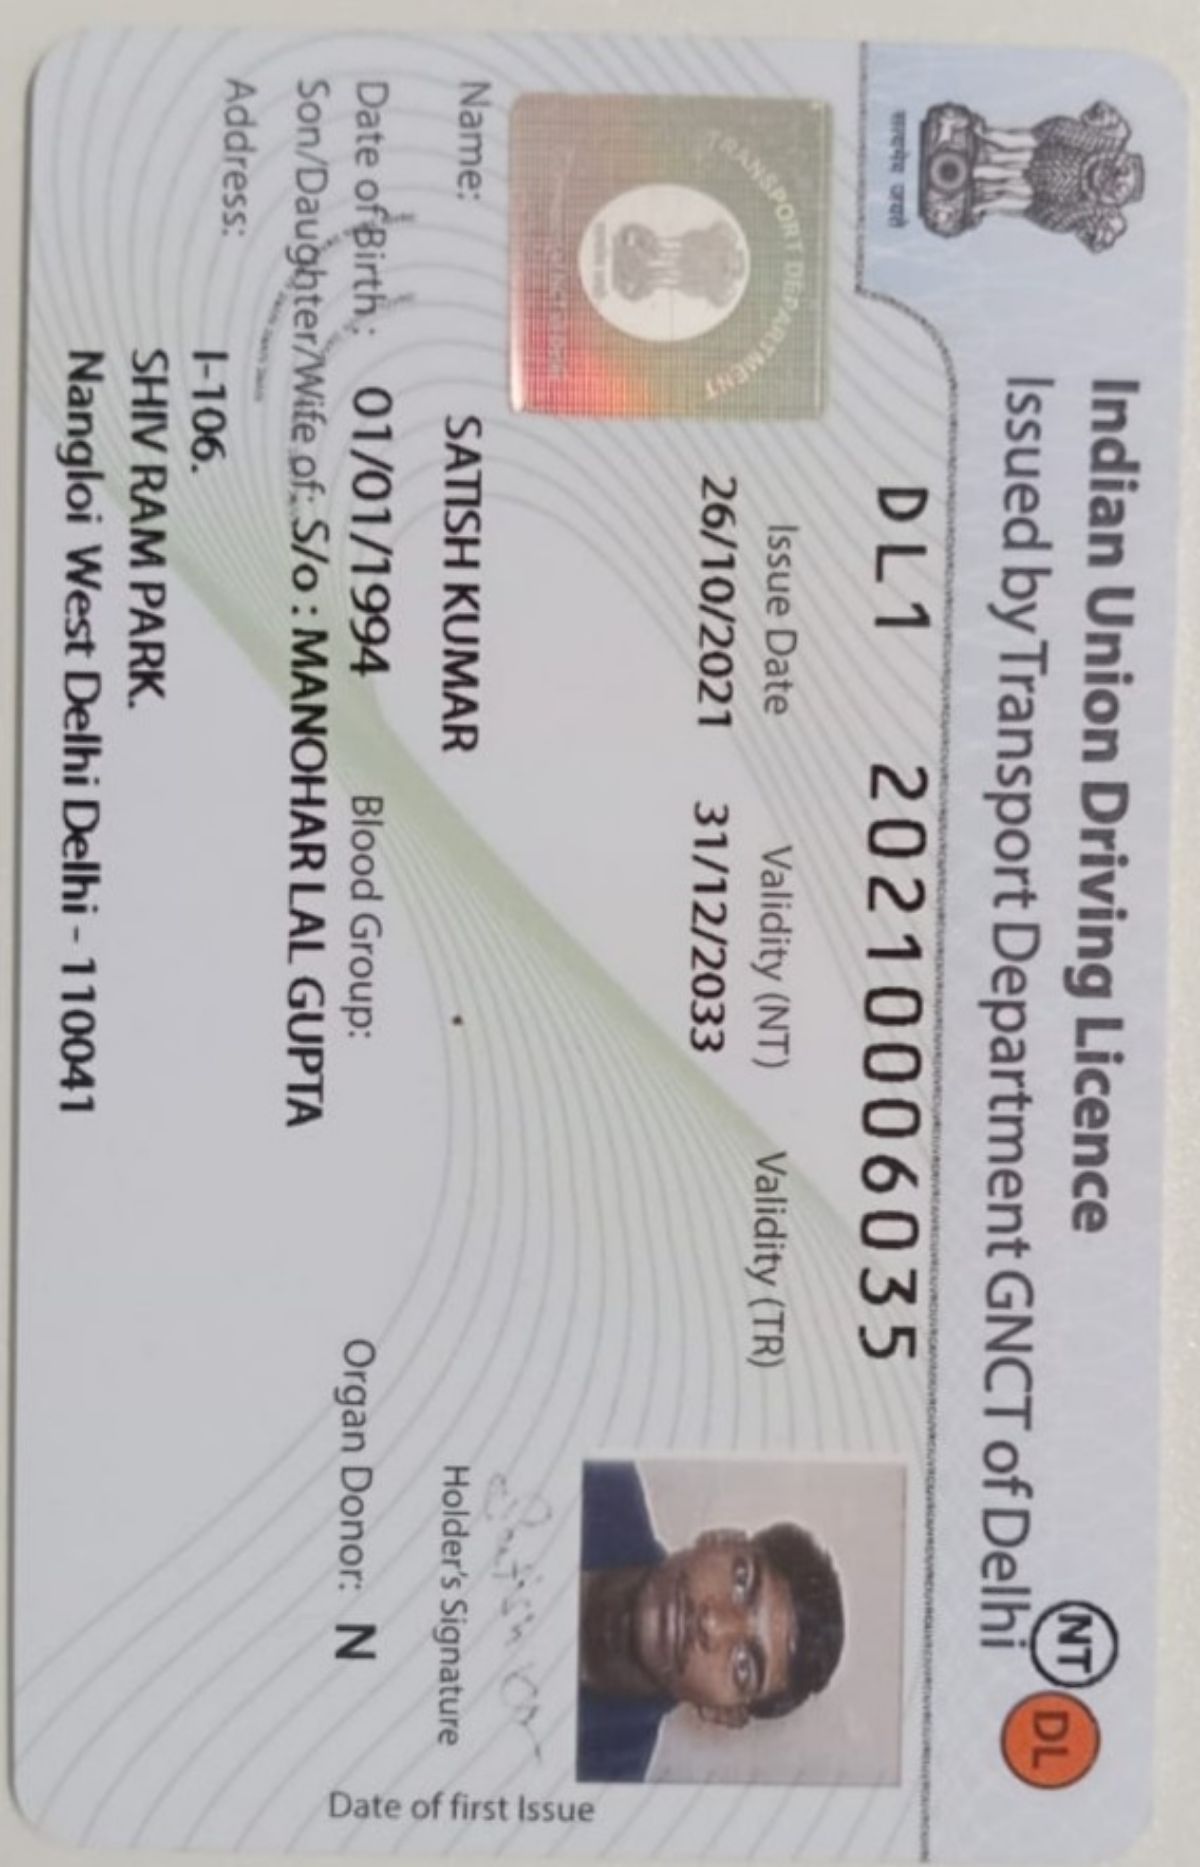 सत्यमेव जयते
Indian Union Driving Licence
Issued by Transport Department GNCT of Delhi
NT
DL
DL1 20210006035
Issue Date Validity (NT) Validity (TR)
26/10/2021 31/12/2033
TRANSPORT DEPARTMENT
Name: SATISH KUMAR
Holder's Signature
Date of Birth : 01/01/1994 Blood Group: Organ Donor: N
Son/Daughter/Wife of: S/o : MANOHAR LAL GUPTA
Address:
I-106.
SHIV RAM PARK.
Nangloi West Delhi Delhi - 110041
Date of first Issue